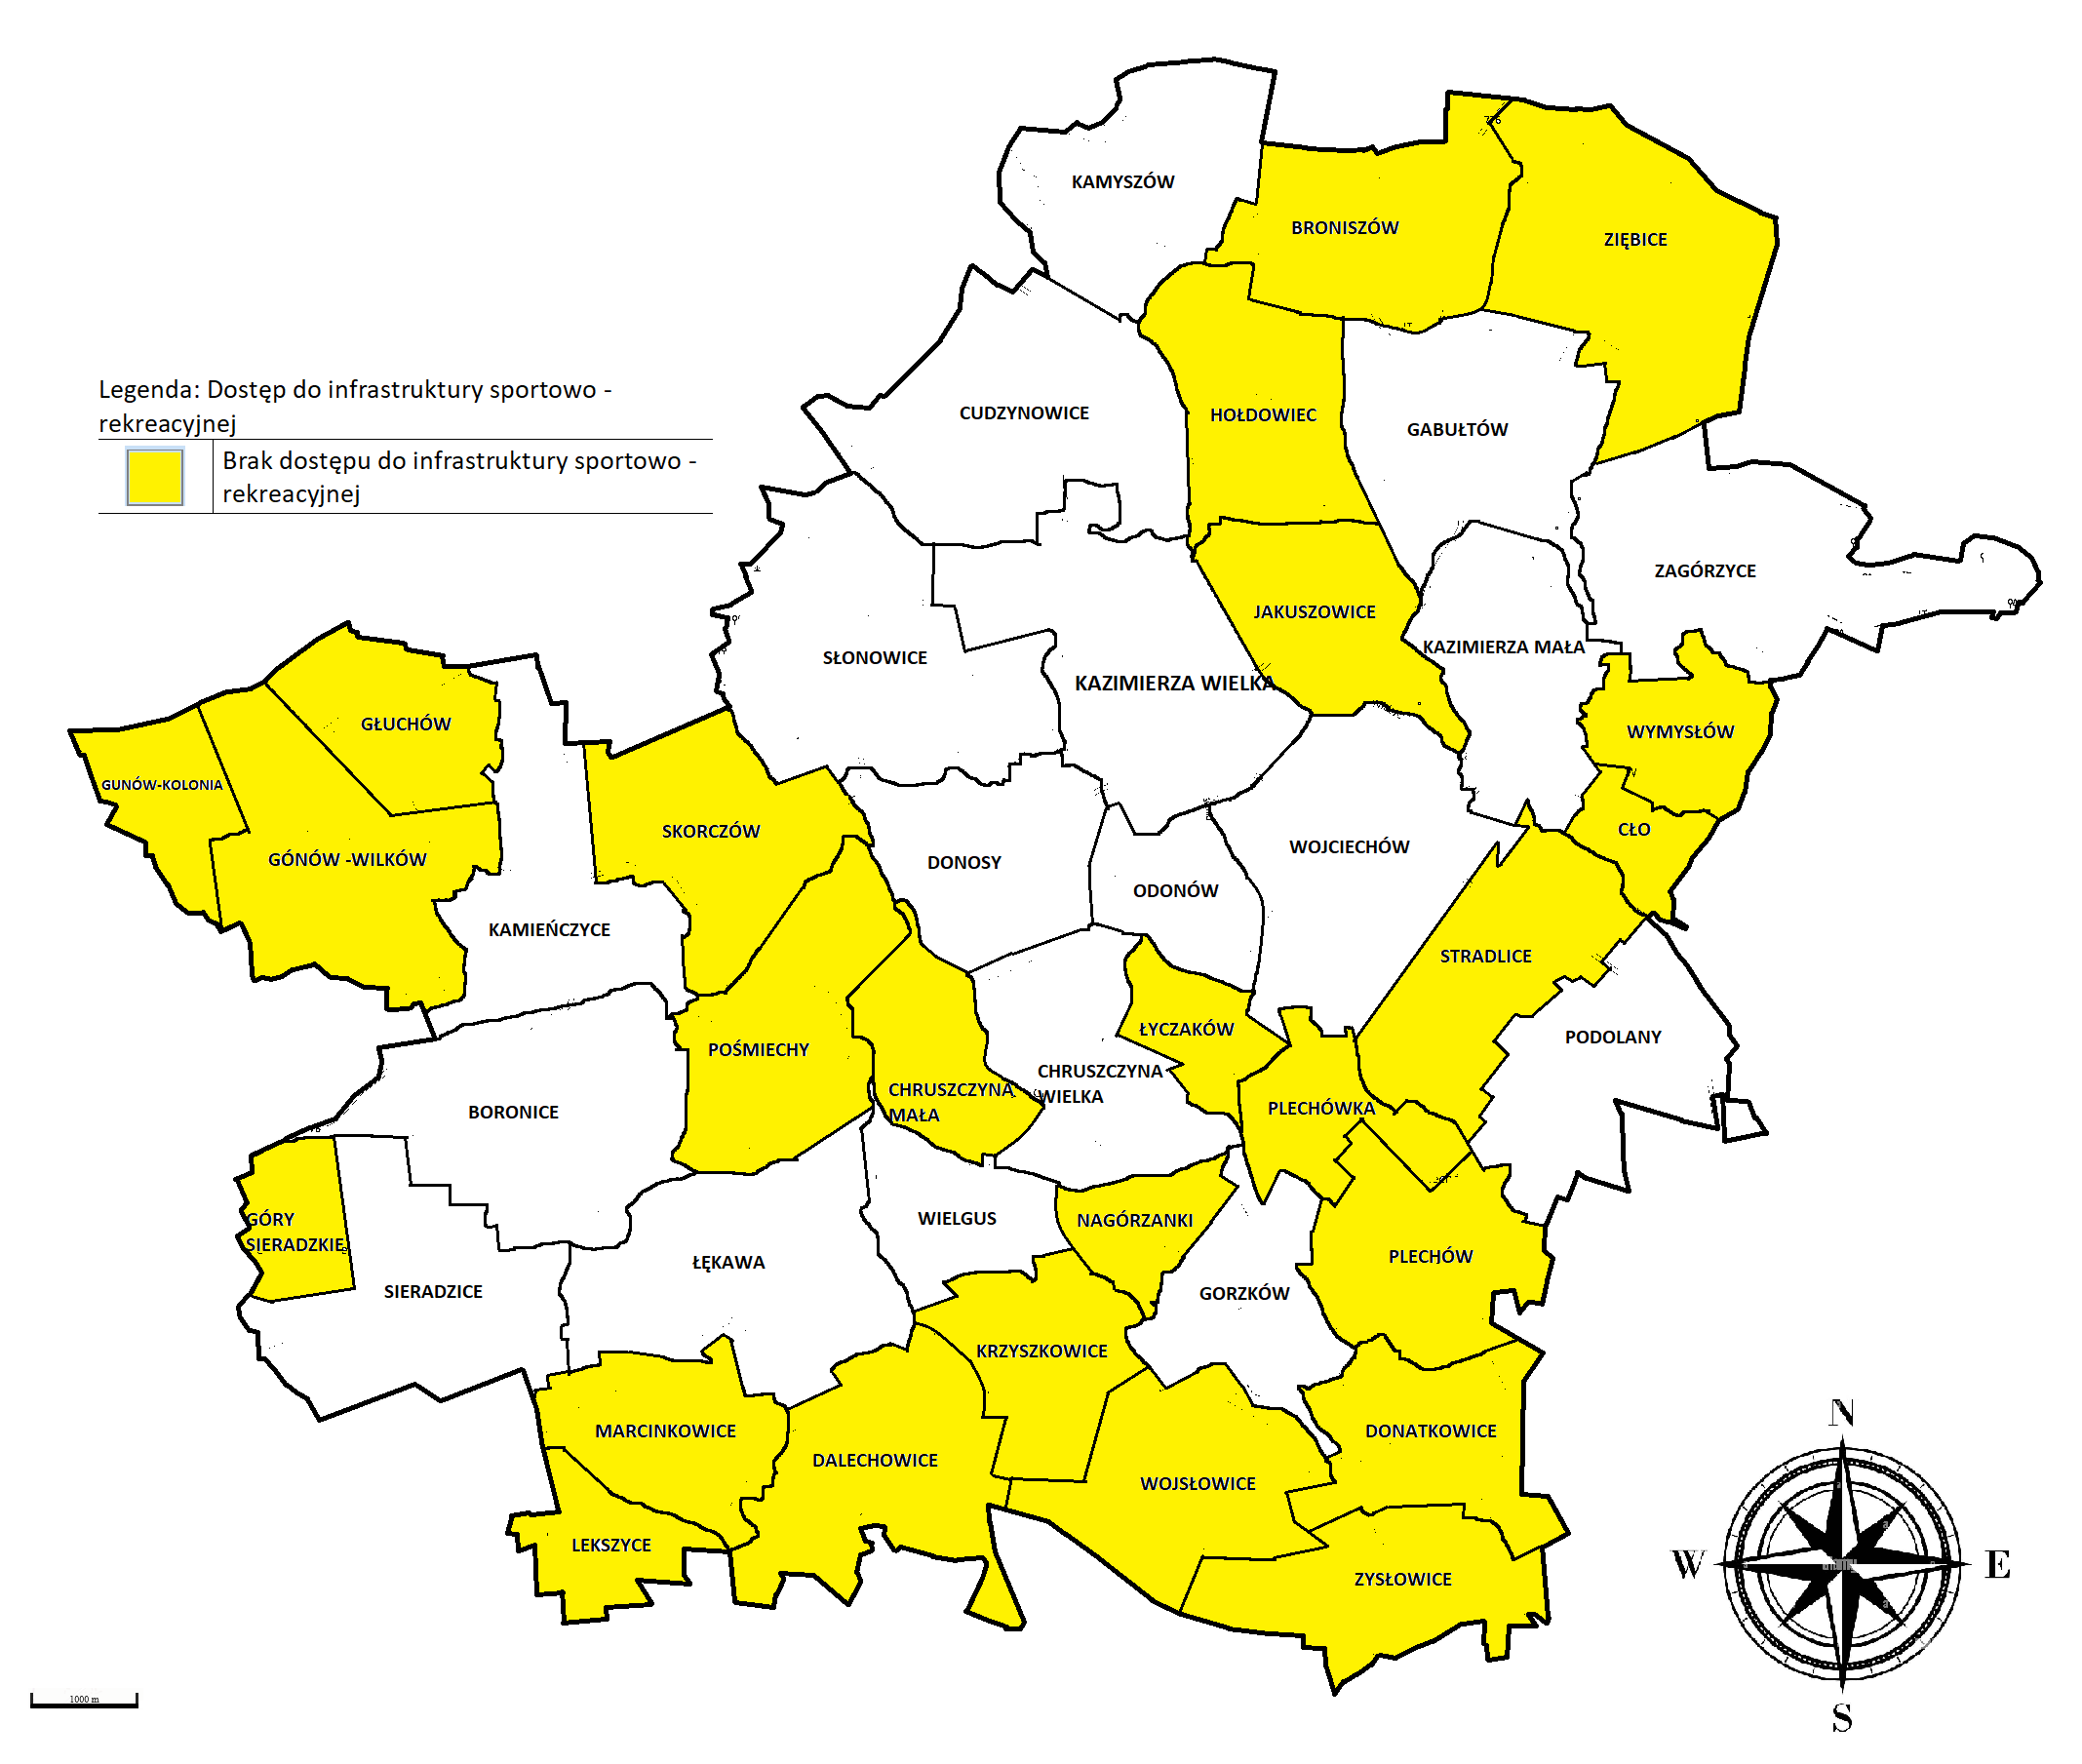 KAMYSZÓW
BRONISZÓW
ZIĘBICE
Legenda: Dostęp do infrastruktury sportowo -
rekreacyjnej
Brak dostępu do infrastruktury sportowo -
rekreacyjnej
CUDZYNOWICE
HOŁDOWIEC
GABUŁTÓW
ZAGÓRZYCE
JAKUSZOWICE
KAZIMIERZA MAŁA
SŁONOWICE
KAZIMIERZA WIELKA
GŁUCHÓW
WYMYSŁÓW
GUNÓW-KOLONIA
SKORCZÓW
CŁO
GÓNÓW -WILKÓW
DONOSY
WOJCIECHÓW
ODONÓW
KAMIEŃCZYCE
STRADLICE
ŁYCZAKÓW
PODOLANY
POŚMIECHY
CHRUSZCZYNA
WIELKA
CHRUSZCZYNA
MAŁA
PLECHÓWKA
BORONICE
GÓRY
SIERADZKIE
WIELGUS
NAGÓRZANKI
PLECHÓW
ŁĘKAWA
SIERADZICE
GORZKÓW
KRZYSZKOWICE
MARCINKOWICE
DONATKOWICE
DALECHOWICE
WOJSŁOWICE
LEKSZYCE
ZYSŁOWICE
N
W
E
S
1000 m